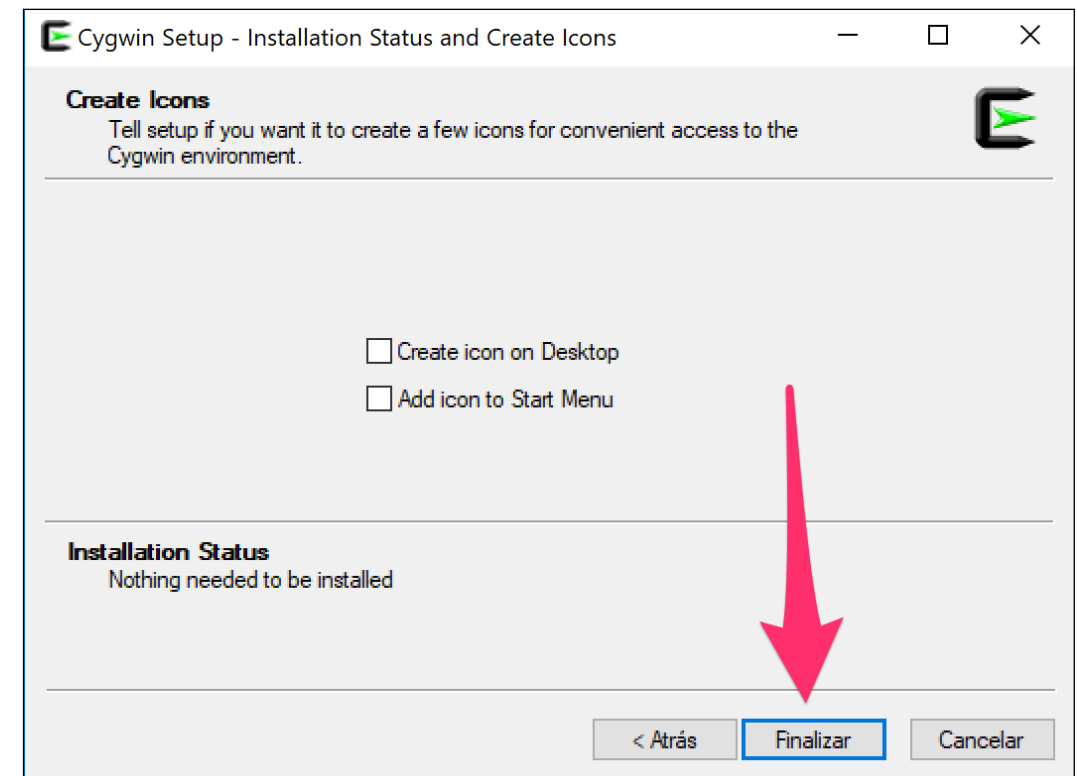 Cygwin Setup - Installation Status and Create Icons
Create Icons
Tell setup if you want it to create a few icons for convenient access to the
Cygwin environment.
Create icon on Desktop
Add icon to Start Menu
Installation Status
Nothing needed to be installed
< Atrás
Finalizar
Cancelar